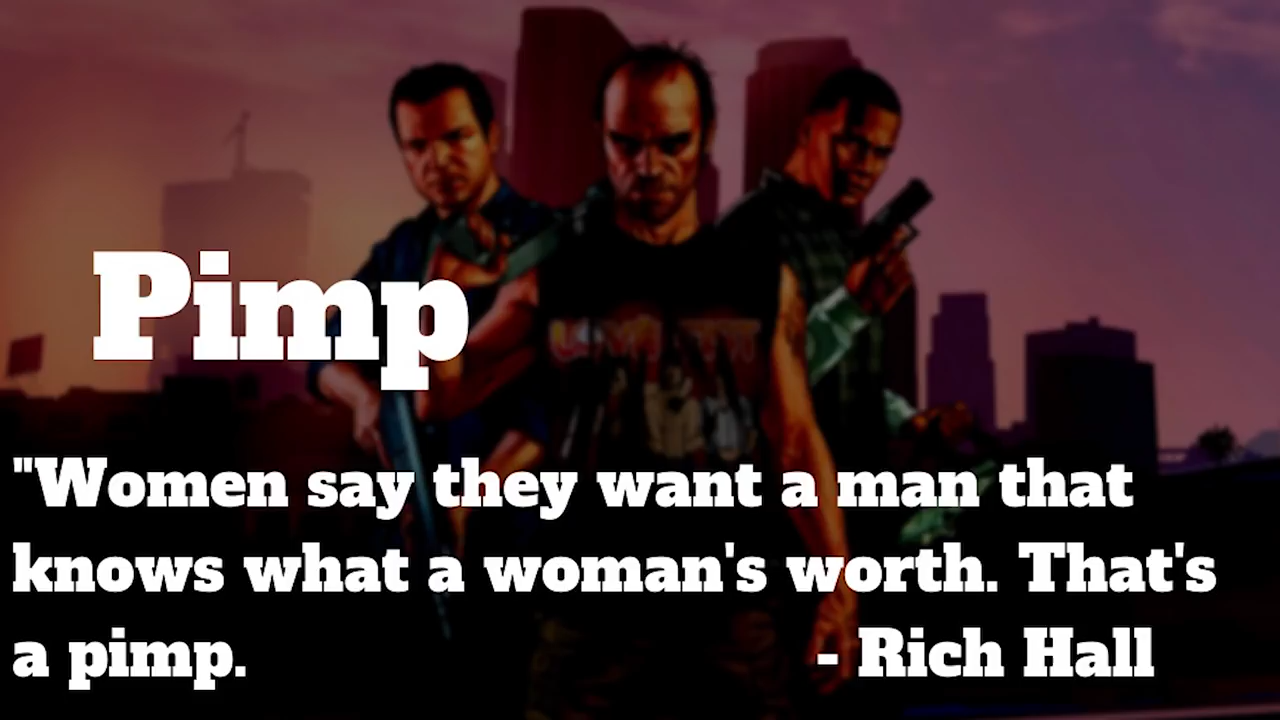 Pimp
"Women say they want a man that
knows what a woman's worth. That's
a pimp. - Rich Hall